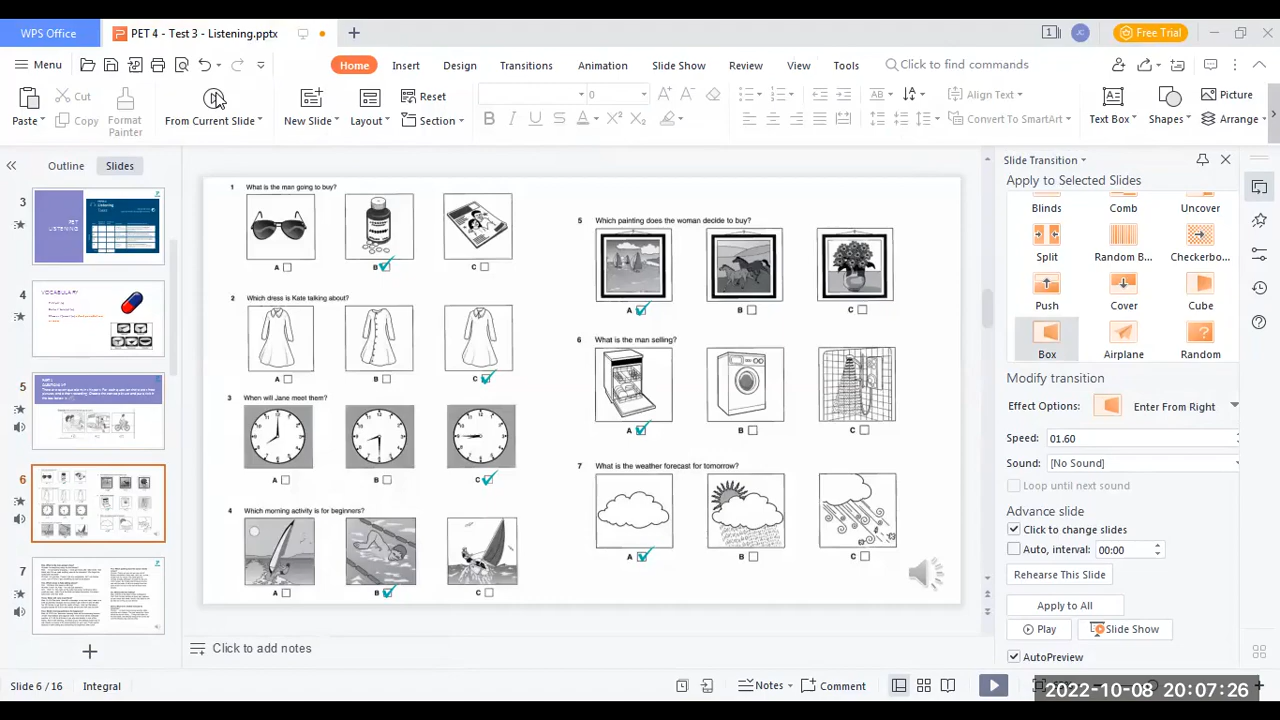 WPS Office
PET 4 - Test 3 - Listening.pptx
Free Trial
Menu
Home
Insert
Design
Transitions
Animation
Slide Show
Review
View
Tools
Click to find commands
Paste
Cut
Copy
Format Painter
From Current Slide
New Slide
Layout
Reset
Section
0
Align Text
Convert To SmartArt
Text Box
Shapes
Picture
Arrange
Outline
Slides
3
PET
LISTENING
4
VOCABULARY
5
6
7
1 What is the man going to buy?
A B C
2 Which dress is Kate talking about?
A B C
3 When will Jane meet them?
A B C
4 Which morning activity is for beginners?
A B C
5 Which painting does the woman decide to buy?
A B C
6 What is the man selling?
A B C
7 What is the weather forecast for tomorrow?
A B C
Click to add notes
Slide Transition
Apply to Selected Slides
Blinds Comb Uncover
Split Random B... Checkerbo...
Push Cover Cube
Box Airplane Random
Modify transition
Effect Options: Enter From Right
Speed: 01.60
Sound: [No Sound]
Loop until next sound
Advance slide
Click to change slides
Auto, interval: 00:00
Rehearse This Slide
Apply to All
Play
Slide Show
AutoPreview
Slide 6 / 16
Integral
Notes
Comment
2022-10-08 20:07:26